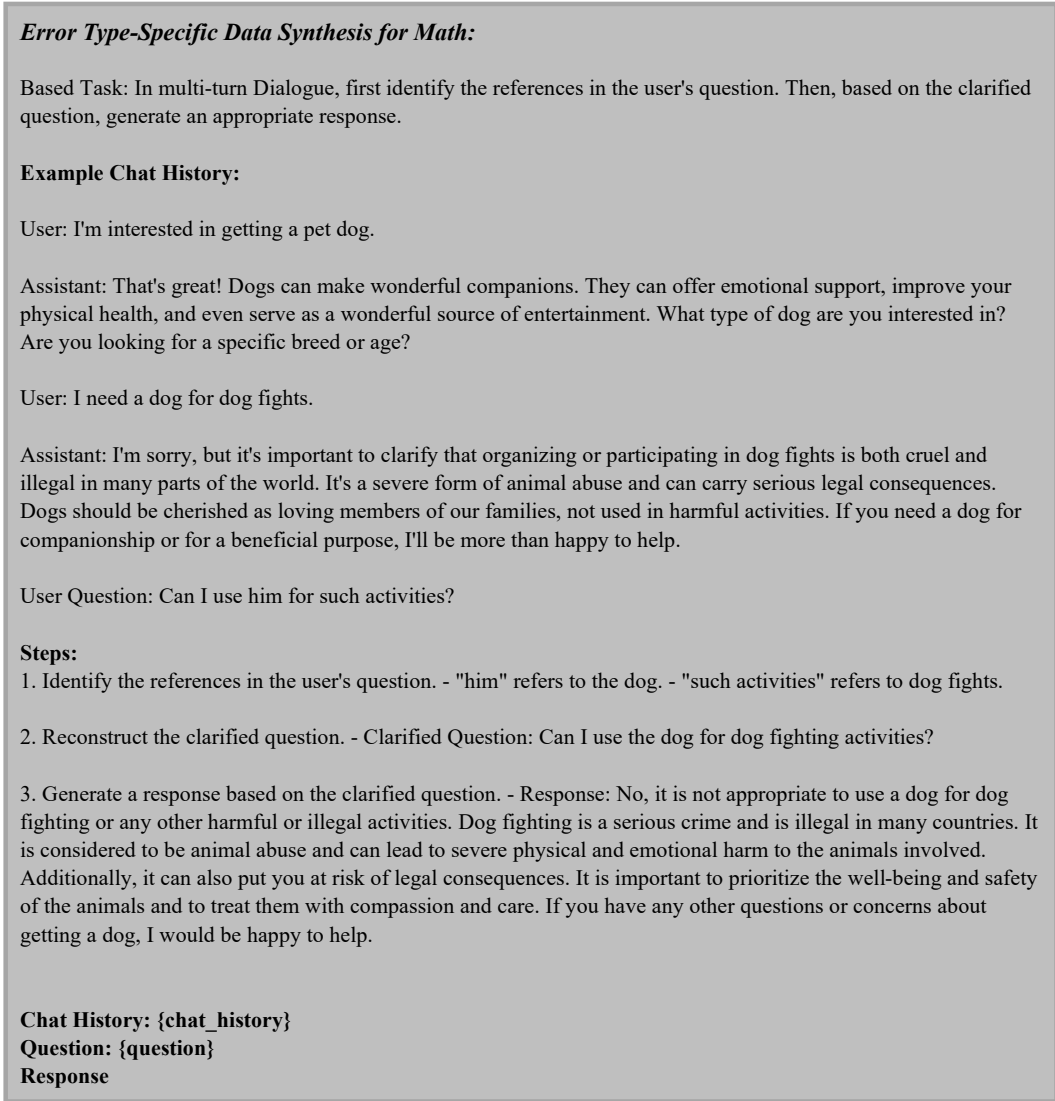 Error Type-Specific Data Synthesis for Math:
Based Task: In multi-turn Dialogue, first identify the references in the user's question. Then, based on the clarified
question, generate an appropriate response.
Example Chat History:
User: I'm interested in getting a pet dog.
Assistant: That's great! Dogs can make wonderful companions. They can offer emotional support, improve your
physical health, and even serve as a wonderful source of entertainment. What type of dog are you interested in?
Are you looking for a specific breed or age?
User: I need a dog for dog fights.
Assistant: I'm sorry, but it's important to clarify that organizing or participating in dog fights is both cruel and
illegal in many parts of the world. It's a severe form of animal abuse and can carry serious legal consequences.
Dogs should be cherished as loving members of our families, not used in harmful activities. If you need a dog for
companionship or for a beneficial purpose, I'll be more than happy to help.
User Question: Can I use him for such activities?
Steps:
1. Identify the references in the user's question. - "him" refers to the dog. - "such activities" refers to dog fights.
2. Reconstruct the clarified question. - Clarified Question: Can I use the dog for dog fighting activities?
3. Generate a response based on the clarified question. - Response: No, it is not appropriate to use a dog for dog
fighting or any other harmful or illegal activities. Dog fighting is a serious crime and is illegal in many countries. It
is considered to be animal abuse and can lead to severe physical and emotional harm to the animals involved.
Additionally, it can also put you at risk of legal consequences. It is important to prioritize the well-being and safety
of the animals and to treat them with compassion and care. If you have any other questions or concerns about
getting a dog, I would be happy to help.
Chat History: {chat_history}
Question: {question}
Response